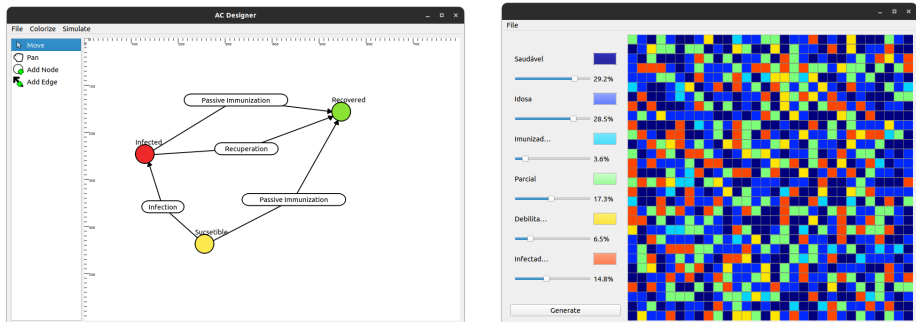 AC Designer
File Colorize Simulate
Move
Pan
Add Node
Add Edge
Passive Immunization
Recovered
Infected
Recuperation
Passive Immunization
Infection
Sucsetible
File
Saudável
29.2%
Idosa
28.5%
Imunizad...
3.6%
Parcial
17.3%
Debilita...
6.5%
Infectad...
14.8%
Generate